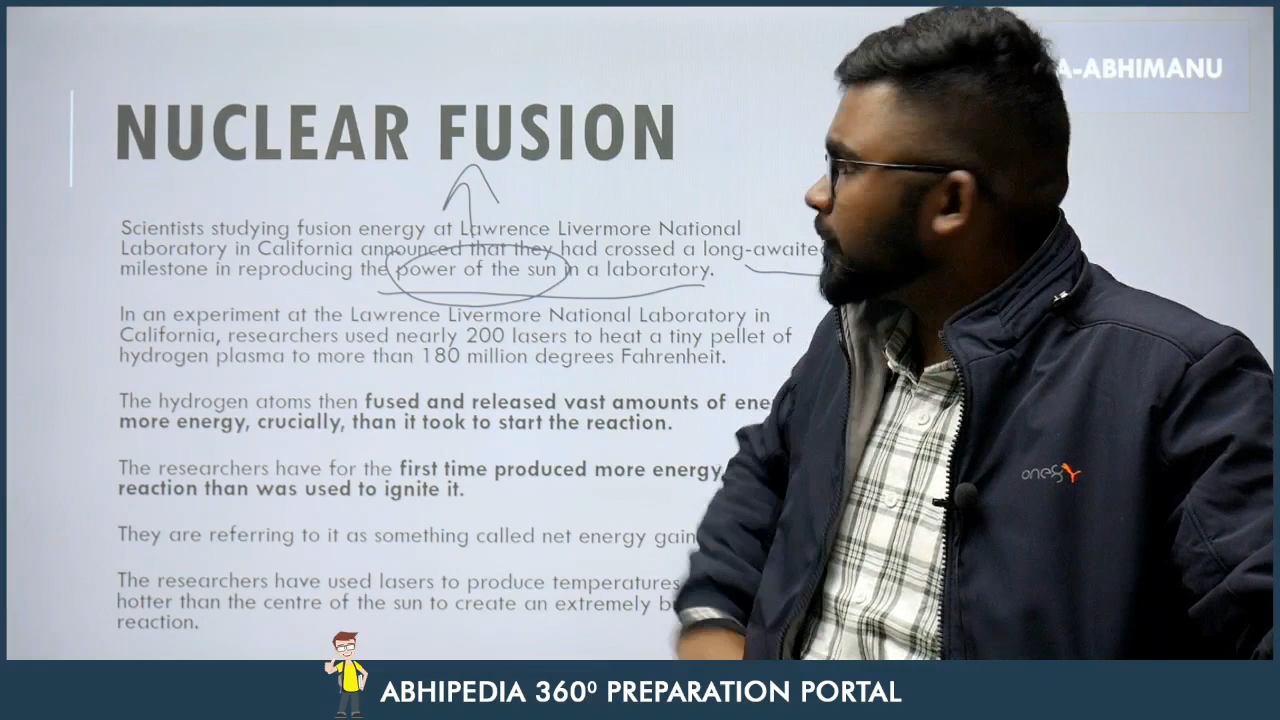 A-ABHIMANU
NUCLEAR FUSION
Scientists studying fusion energy at Lawrence Livermore National
Laboratory in California announced that they had crossed a long-awaited
milestone in reproducing the power of the sun in a laboratory.
In an experiment at the Lawrence Livermore National Laboratory in
California, researchers used nearly 200 lasers to heat a tiny pellet of
hydrogen plasma to more than 180 million degrees Fahrenheit.
The hydrogen atoms then fused and released vast amounts of
more energy, crucially, than it took to start the reaction.
The researchers have for the first time produced more energy
reaction than was used to ignite it.
They are referring to it as something called net energy gain
The researchers have used lasers to produce temperatures
hotter than the centre of the sun to create an extremely
reaction.
ABHIPEDIA 360⁰ PREPARATION PORTAL